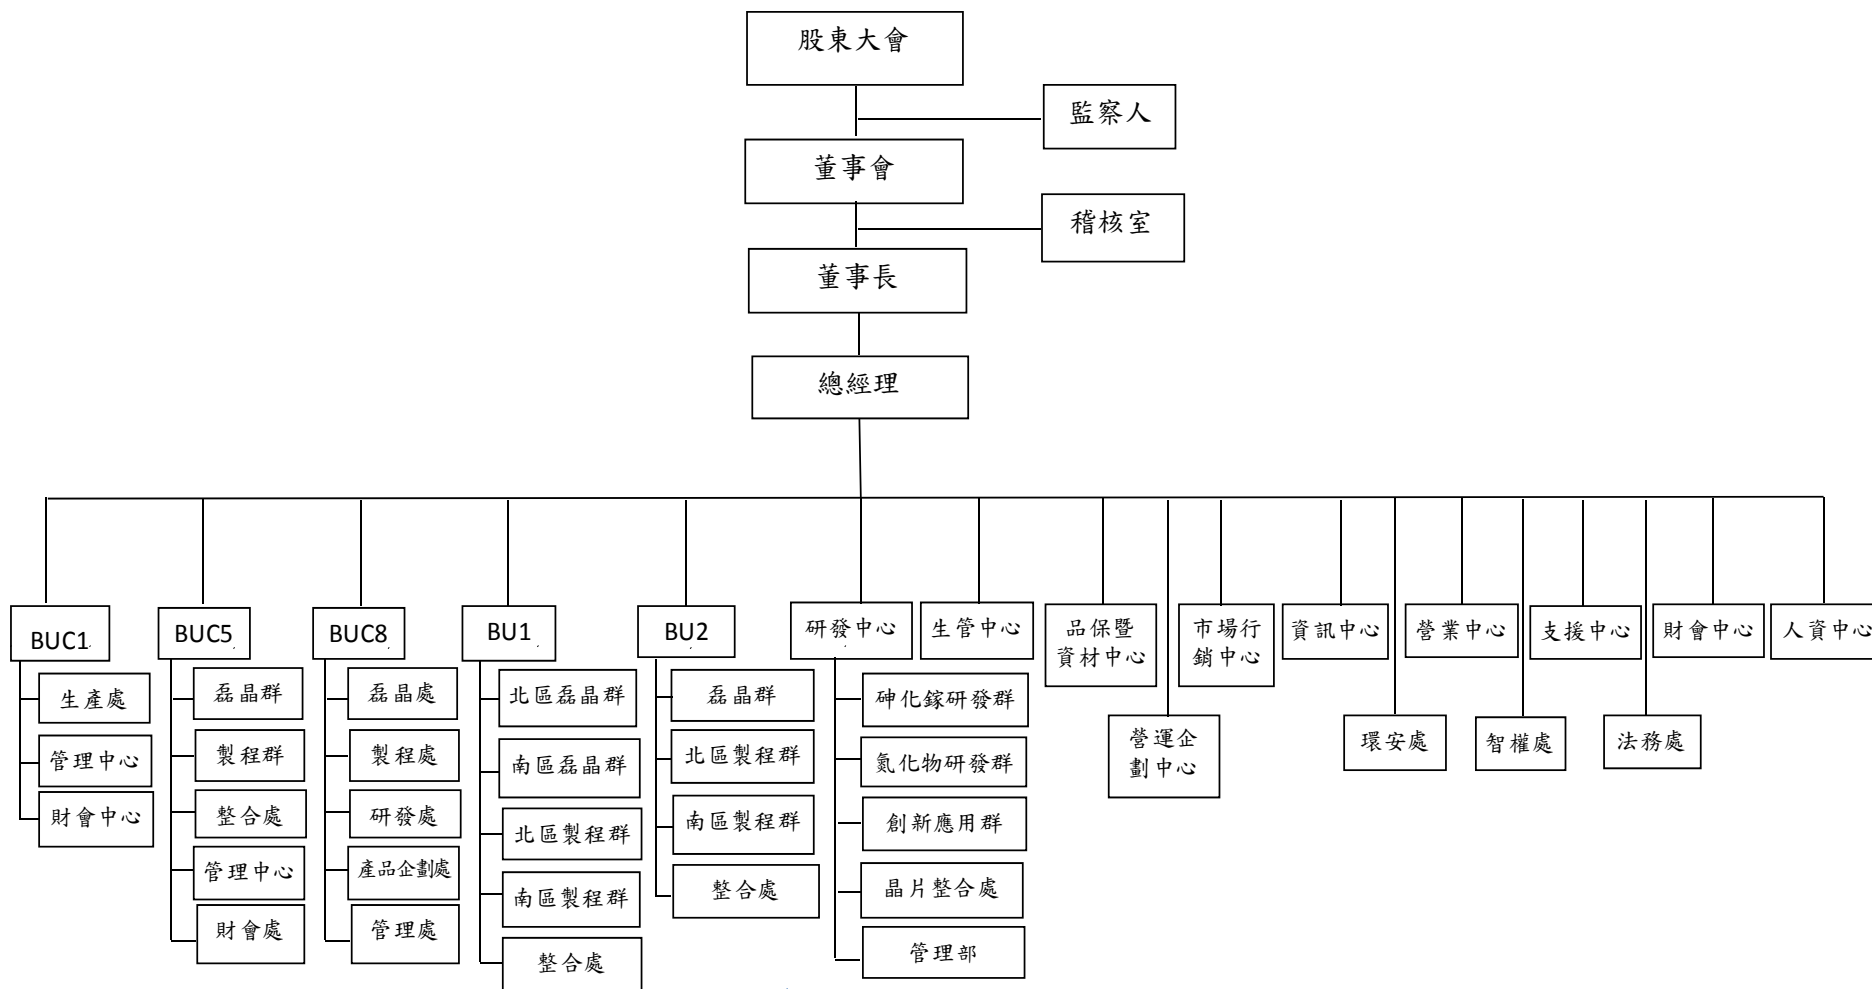 股東大會
監察人
董事會
稽核室
董事長
總經理
BUC1
BUC5
BUC8
BU1
BU2
研發中心
生管中心
品保暨
資材中心
市場行
銷中心
資訊中心
營業中心
支援中心
財會中心
人資中心
營運企
劃中心
環安處
智權處
法務處
生產處
管理中心
財會中心
磊晶群
製程群
整合處
管理中心
財會處
磊晶處
製程處
研發處
產品企劃處
管理處
北區磊晶群
南區磊晶群
北區製程群
南區製程群
整合處
磊晶群
北區製程群
南區製程群
整合處
砷化鎵研發群
氮化物研發群
創新應用群
晶片整合處
管理部